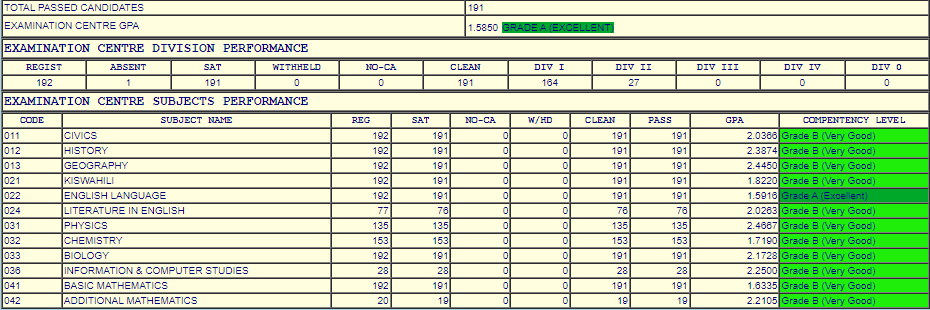 TOTAL PASSED CANDIDATES 191
EXAMINATION CENTRE GPA 1.5850 GRADE A (EXCELLENT)
EXAMINATION CENTRE DIVISION PERFORMANCE
REGIST ABSENT SAT WITHHELD NO-CA CLEAN DIV I DIV II DIV III DIV IV DIV 0
192 1 191 0 0 191 164 27 0 0 0
EXAMINATION CENTRE SUBJECTS PERFORMANCE
CODE SUBJECT NAME REG SAT NO-CA W/HD CLEAN PASS GPA COMPENTENCY LEVEL
011 CIVICS 192 191 0 0 191 191 2.0366 Grade B (Very Good)
012 HISTORY 192 191 0 0 191 191 2.3874 Grade B (Very Good)
013 GEOGRAPHY 192 191 0 0 191 191 2.4450 Grade B (Very Good)
021 KISWAHILI 192 191 0 0 191 191 1.8220 Grade B (Very Good)
022 ENGLISH LANGUAGE 192 191 0 0 191 191 1.5916 Grade A (Excellent)
024 LITERATURE IN ENGLISH 77 76 0 0 76 76 2.0263 Grade B (Very Good)
031 PHYSICS 135 135 0 0 135 135 2.4667 Grade B (Very Good)
032 CHEMISTRY 153 153 0 0 153 153 1.7190 Grade B (Very Good)
033 BIOLOGY 192 191 0 0 191 191 2.1728 Grade B (Very Good)
036 INFORMATION & COMPUTER STUDIES 28 28 0 0 28 28 2.2500 Grade B (Very Good)
041 BASIC MATHEMATICS 192 191 0 0 191 191 1.6335 Grade B (Very Good)
042 ADDITIONAL MATHEMATICS 20 19 0 0 19 19 2.2105 Grade B (Very Good)